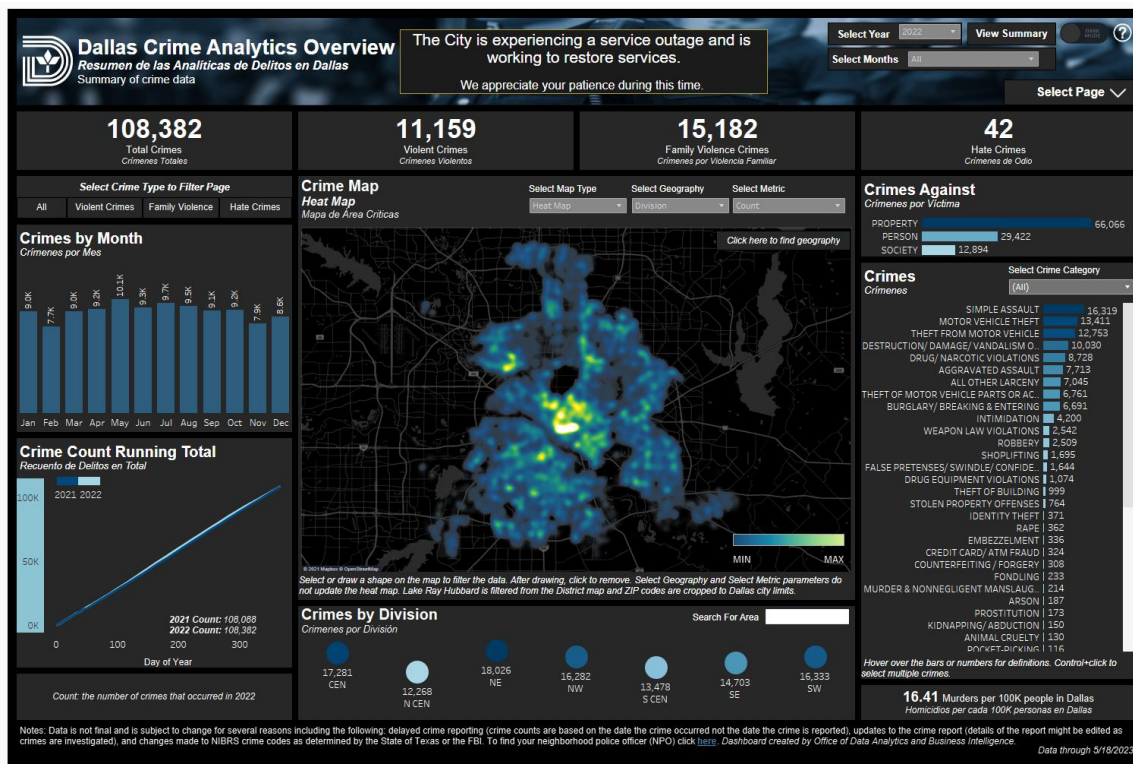 Dallas Crime Analytics Overview
Resumen de las Analíticas de Delitos en Dallas
Summary of crime data
The City is experiencing a service outage and is
working to restore services.
We appreciate your patience during this time.
Select Year 2022
View Summary
DARK MODE
?
Select Months All
Select Page
108,382
Total Crimes
Crímenes Totales
11,159
Violent Crimes
Crímenes Violentos
15,182
Family Violence Crimes
Crímenes por Violencia Familiar
42
Hate Crimes
Crímenes de Odio
Select Crime Type to Filter Page
All Violent Crimes Family Violence Hate Crimes
Crimes by Month
Crímenes por Mes
9.0K 7.7K 9.0K 9.2K 10.1K 9.3K 9.7K 9.5K 9.1K 9.2K 7.9K 8.6K
Jan Feb Mar Apr May Jun Jul Aug Sep Oct Nov Dec
Crime Count Running Total
Recuento de Delitos en Total
2021 2022
100K
50K
0K
2021 Count: 108,088
2022 Count: 108,382
0 100 200 300
Day of Year
Count: the number of crimes that occurred in 2022
Crime Map
Heat Map
Mapa de Área Criticas
Select Map Type
Heat Map
Select Geography
Division
Select Metric
Count
Click here to find geography
MIN MAX
© 2021 Mapbox © OpenStreetMap
Select or draw a shape on the map to filter the data. After drawing, click to remove. Select Geography and Select Metric parameters do
not update the heat map. Lake Ray Hubbard is filtered from the District map and ZIP codes are cropped to Dallas city limits.
Crimes by Division
Crimenes por División
Search For Area
17,281
CEN
12,268
N CEN
18,026
NE
16,282
NW
13,478
S CEN
14,703
SE
16,333
SW
Crimes Against
Crímenes por Víctima
PROPERTY 66,066
PERSON 29,422
SOCIETY 12,894
Crimes
Crímenes
Select Crime Category
(All)
SIMPLE ASSAULT 16,319
MOTOR VEHICLE THEFT 13,411
THEFT FROM MOTOR VEHICLE 12,753
DESTRUCTION/ DAMAGE/ VANDALISM O.. 10,030
DRUG/ NARCOTIC VIOLATIONS 8,728
AGGRAVATED ASSAULT 7,713
ALL OTHER LARCENY 7,045
THEFT OF MOTOR VEHICLE PARTS OR AC.. 6,761
BURGLARY/ BREAKING & ENTERING 6,691
INTIMIDATION 4,200
WEAPON LAW VIOLATIONS 2,542
ROBBERY 2,509
SHOPLIFTING 1,695
FALSE PRETENSES/ SWINDLE/ CONFIDE.. 1,644
DRUG EQUIPMENT VIOLATIONS 1,074
THEFT OF BUILDING 999
STOLEN PROPERTY OFFENSES 764
IDENTITY THEFT 371
RAPE 362
EMBEZZELMENT 336
CREDIT CARD/ ATM FRAUD 324
COUNTERFEITING / FORGERY 308
FONDLING 233
MURDER & NONNEGLIGENT MANSLAUG.. 214
ARSON 187
PROSTITUTION 173
KIDNAPPING/ ABDUCTION 150
ANIMAL CRUELTY 130
POCKET-PICKING 116
Hover over the bars or numbers for definitions. Control+click to
select multiple crimes.
16.41 Murders per 100K people in Dallas
Homicidios per cada 100K personas en Dallas
Notes: Data is not final and is subject to change for several reasons including the following: delayed crime reporting (crime counts are based on the date the crime occurred not the date the crime is reported), updates to the crime report (details of the report might be edited as
crimes are investigated), and changes made to NIBRS crime codes as determined by the State of Texas or the FBI. To find your neighborhood police officer (NPO) click here. Dashboard created by Office of Data Analytics and Business Intelligence.
Data through 5/18/2023